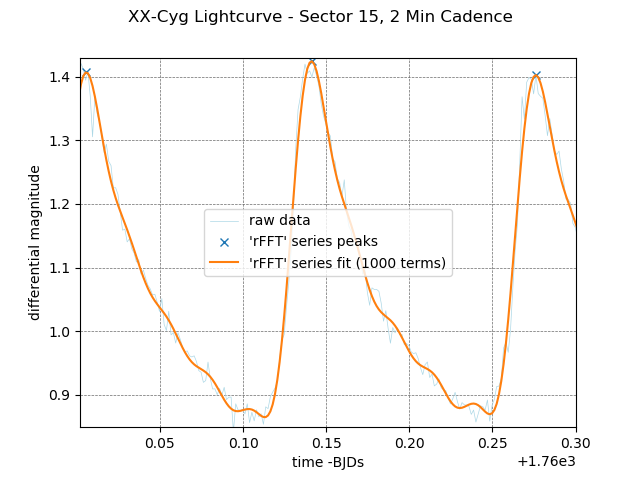 XX-Cyg Lightcurve - Sector 15, 2 Min Cadence
differential magnitude
1.4
1.3
1.2
1.1
1.0
0.9
raw data
'rFFT' series peaks
'rFFT' series fit (1000 terms)
0.05 0.10 0.15 0.20 0.25 0.30
time -BJDs
+1.76e3